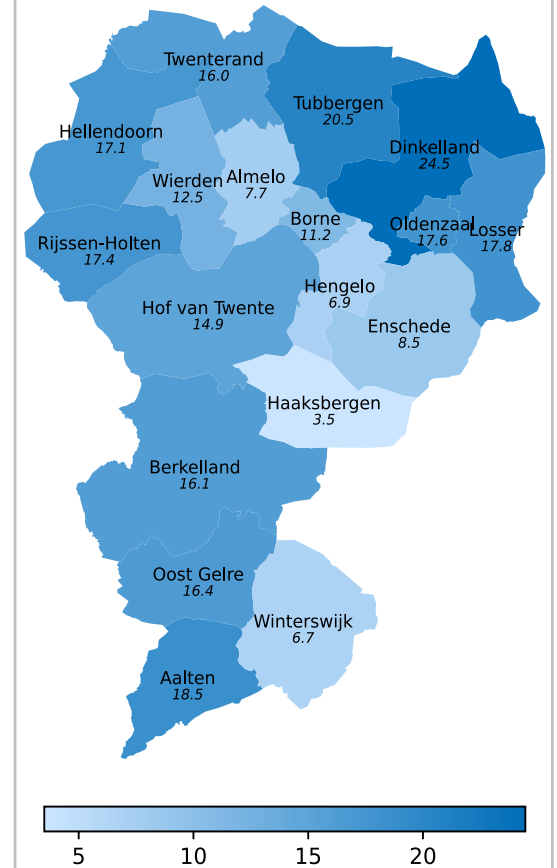 Twenterand
16.0
Tubbergen
20.5
Hellendoorn
17.1
Dinkelland
24.5
Wierden
12.5
Almelo
7.7
Borne
11.2
Oldenzaal
17.6
Losser
17.8
Rijssen-Holten
17.4
Hengelo
6.9
Hof van Twente
14.9
Enschede
8.5
Haaksbergen
3.5
Berkelland
16.1
Oost Gelre
16.4
Winterswijk
6.7
Aalten
18.5
5 10 15 20